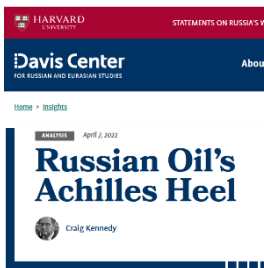 HARVARD
UNIVERSITY
STATEMENTS ON RUSSIA'S W
Davis Center
FOR RUSSIAN AND EURASIAN STUDIES
Abou
Home > Insights
ANALYSIS April 7, 2022
Russian Oil's
Achilles Heel
Craig Kennedy